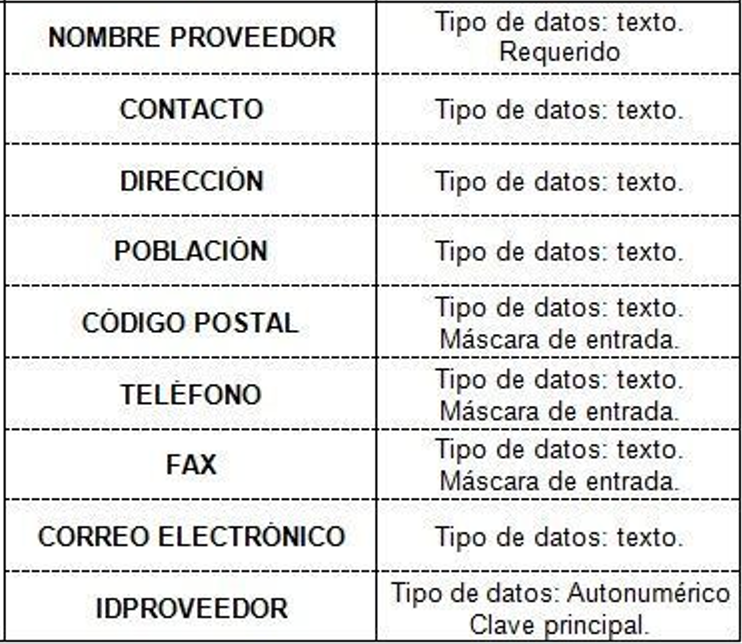 NOMBRE PROVEEDOR
Tipo de datos: texto.
Requerido
CONTACTO
Tipo de datos: texto.
DIRECCIÓN
Tipo de datos: texto.
POBLACIÓN
Tipo de datos: texto.
CÓDIGO POSTAL
Tipo de datos: texto.
Máscara de entrada.
TELÉFONO
Tipo de datos: texto.
Máscara de entrada.
FAX
Tipo de datos: texto.
Máscara de entrada.
CORREO ELECTRÓNICO
Tipo de datos: texto.
IDPROVEEDOR
Tipo de datos: Autonumérico
Clave principal.